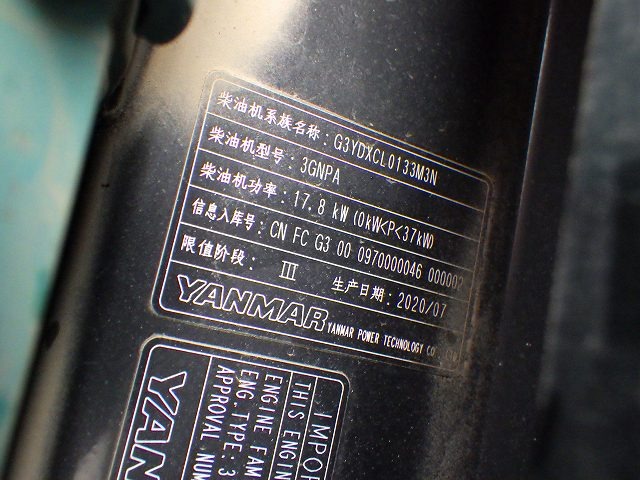 柴油机系族名称：G3YDXCL0133M3N
柴油机型号：3GNPA
柴油机功率：17.8 kW (0kW<P<37kW)
信息入库号：CN FC G3 00 0970000046 000002
限值阶段：III 生产日期：2020/07
YANMAR YANMAR POWER TECHNOLOGY CO.
IMPOR
THIS ENGIN
ENGINE FAM
ENG. TYPE: 3
APPROVAL NUM
YAN